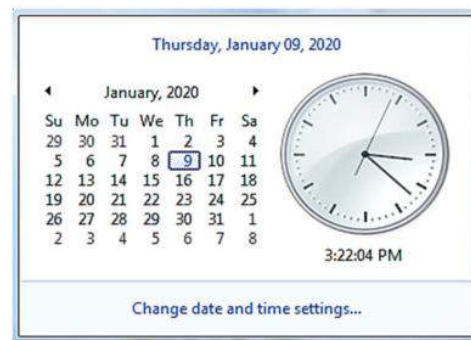 Thursday, January 09, 2020
January, 2020
Su Mo Tu We Th Fr Sa
29 30 31 1 2 3 4
5 6 7 8 9 10 11
12 13 14 15 16 17 18
19 20 21 22 23 24 25
26 27 28 29 30 31 1
2 3 4 5 6 7 8
3:22:04 PM
Change date and time settings...